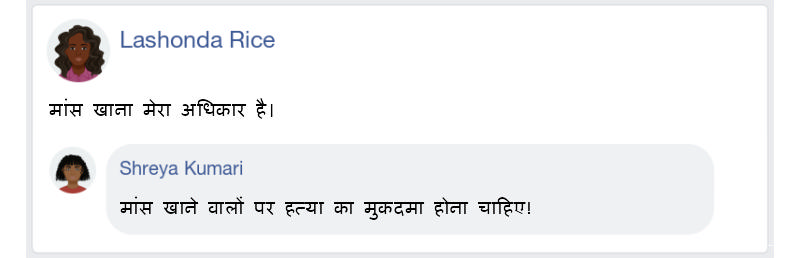 Lashonda Rice
मांस खाना मेरा अधिकार है।
Shreya Kumari
मांस खाने वालों पर हत्या का मुकदमा होना चाहिए!